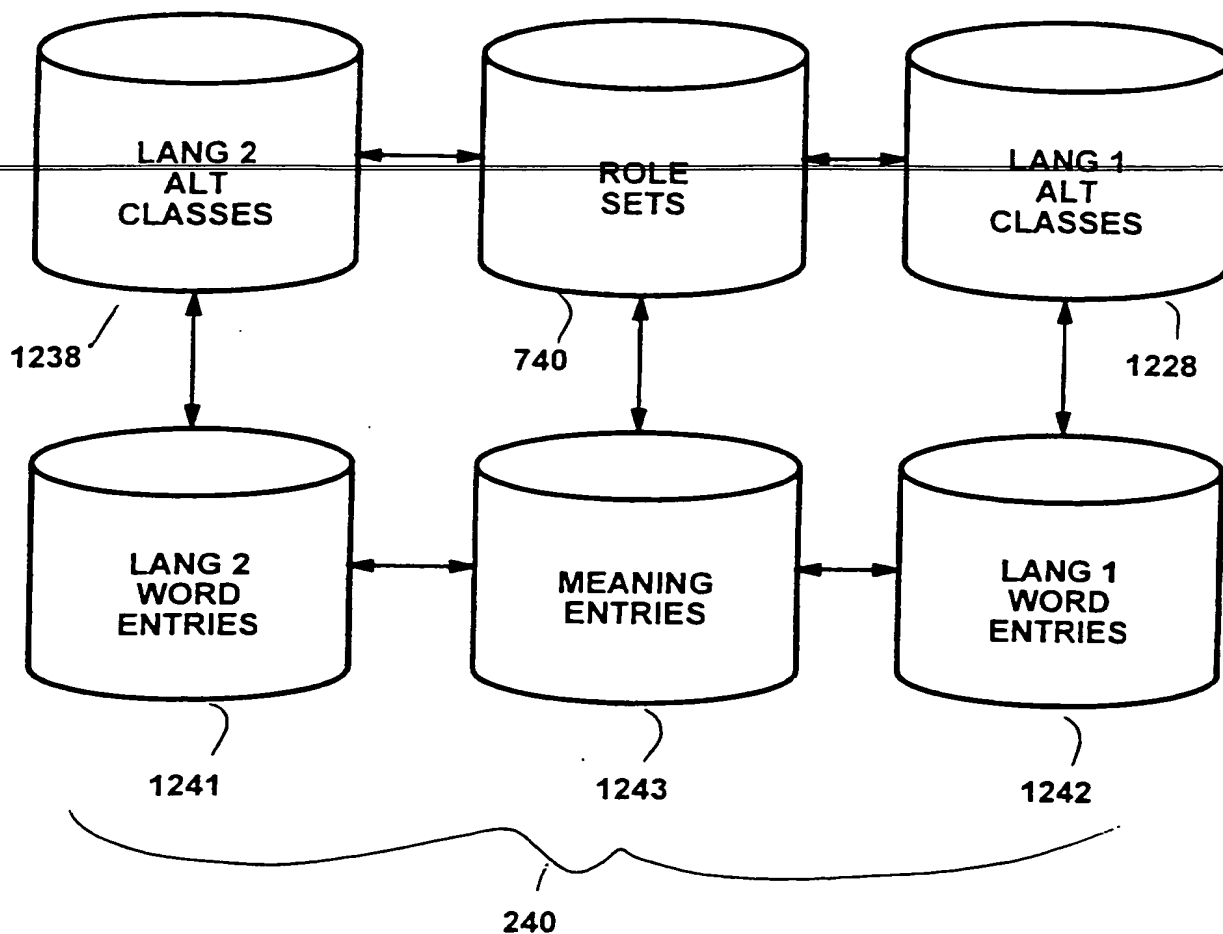 LANG 2
ALT
CLASSES
ROLE
SETS
LANG 1
ALT
CLASSES
1238
740
1228
LANG 2
WORD
ENTRIES
MEANING
ENTRIES
LANG 1
WORD
ENTRIES
1241
1243
1242
240